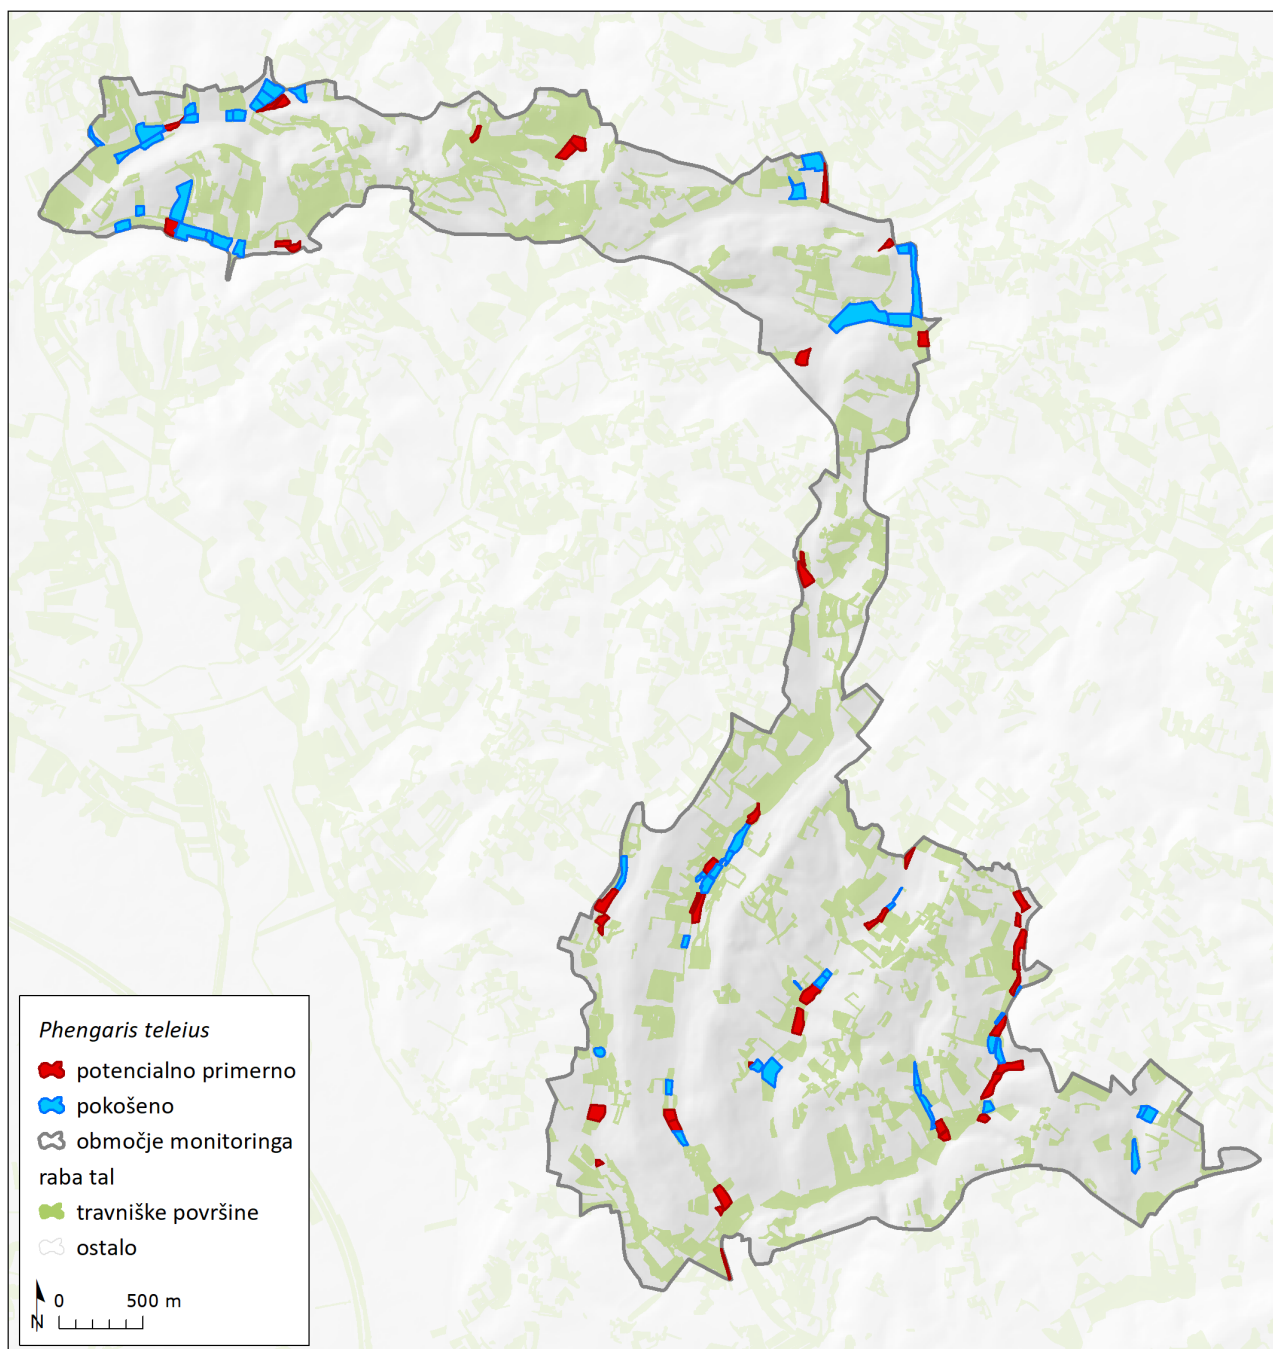 Phengaris teleius
potencialno primerno
pokošeno
območje monitoringa
raba tal
travniške površine
ostalo
0 500 m
N